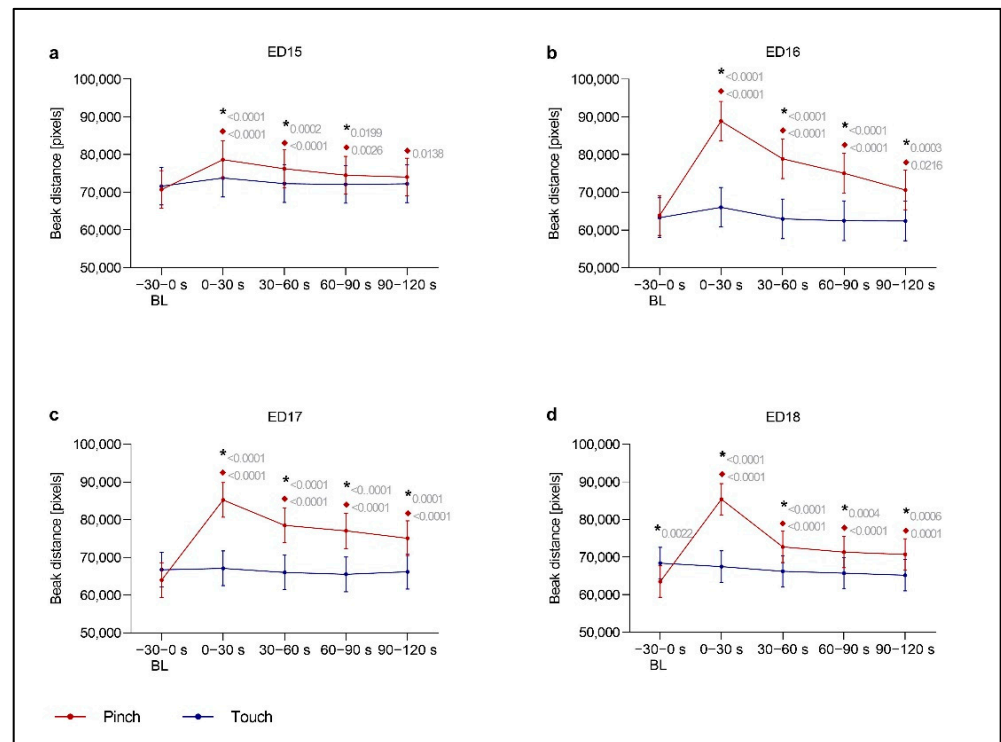 a
ED15
100,000
90,000
80,000
70,000
60,000
50,000
Beak distance [pixels]
* <0.0001
<0.0001
* 0.0002
<0.0001
* 0.0199
0.0026
0.0138
−30−0 s
BL
0−30 s
30−60 s
60−90 s
90−120 s
b
ED16
100,000
90,000
80,000
70,000
60,000
50,000
Beak distance [pixels]
* <0.0001
<0.0001
* <0.0001
<0.0001
* <0.0001
<0.0001
* 0.0003
0.0216
−30−0 s
BL
0−30 s
30−60 s
60−90 s
90−120 s
c
ED17
100,000
90,000
80,000
70,000
60,000
50,000
Beak distance [pixels]
* <0.0001
<0.0001
* <0.0001
<0.0001
* <0..0001
<0.0001
* 0.0001
<0.0001
−30−0 s
BL
0−30 s
30−60 s
60−90 s
90−120 s
d
ED18
100,000
90,000
80,000
70,000
60,000
50,000
Beak distance [pixels]
* 0.0022
* <0.0001
<0.0001
* <0.0001
<0.0001
* 0.0004
<0.0001
* 0.0006
0.0001
−30−0 s
BL
0−30 s
30−60 s
60−90 s
90−120 s
Pinch
Touch